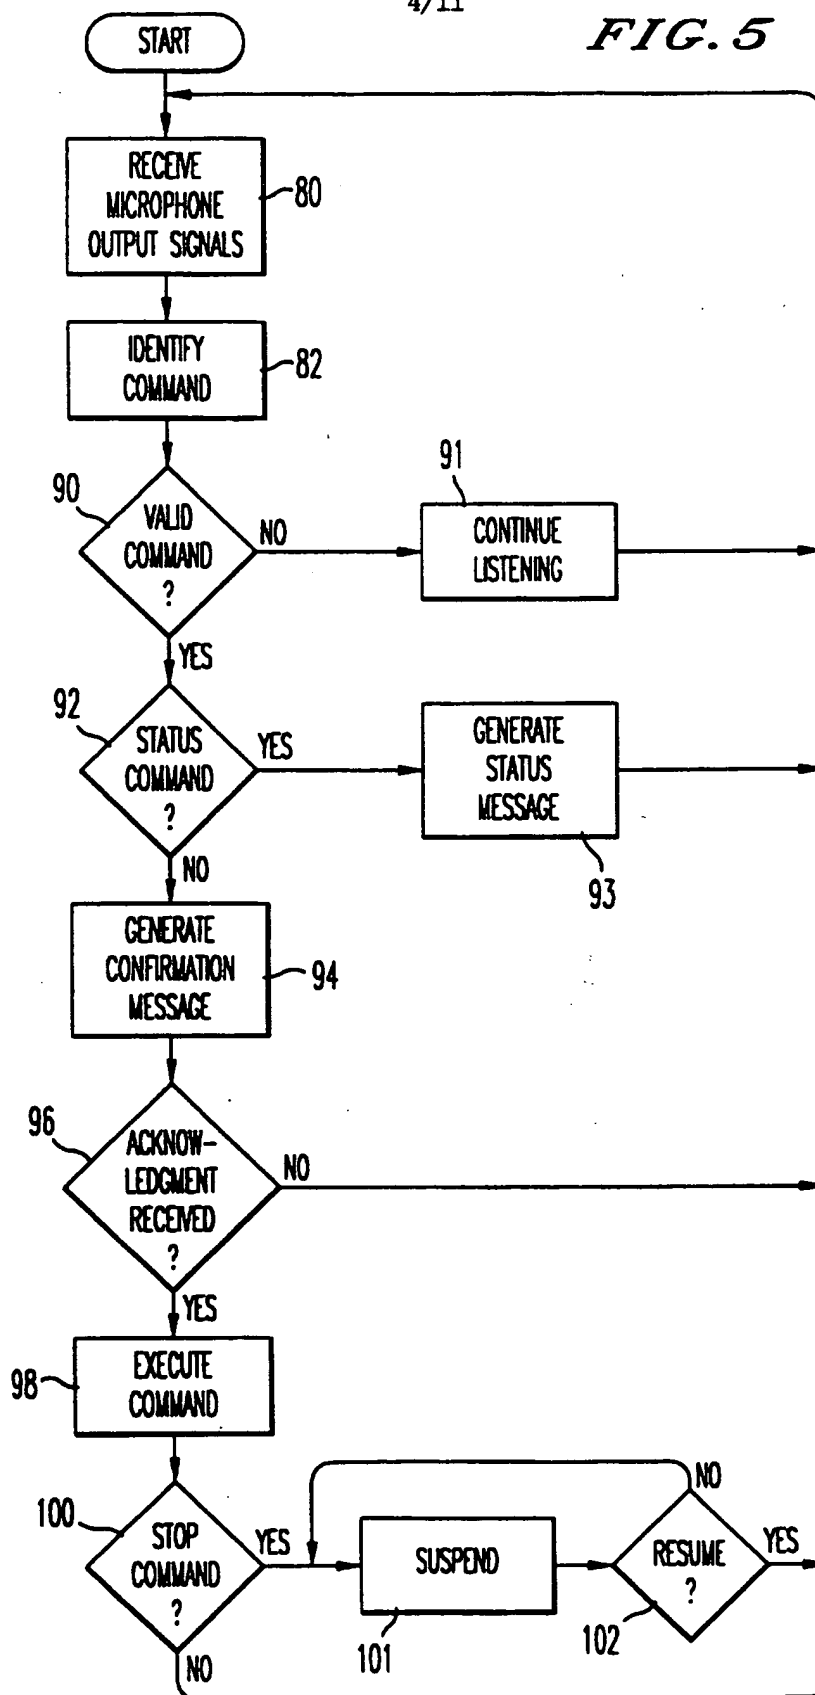 4/11
FIG. 5
START
RECEIVE
MICROPHONE
OUTPUT SIGNALS
80
IDENTIFY
COMMAND
82
90
VALID
COMMAND
?
NO
91
CONTINUE
LISTENING
YES
92
STATUS
COMMAND
?
YES
GENERATE
STATUS
MESSAGE
93
NO
GENERATE
CONFIRMATION
MESSAGE
94
96
ACKNOW-
LEDGMENT
RECEIVED
?
NO
YES
98
EXECUTE
COMMAND
100
STOP
COMMAND
?
YES
SUSPEND
101
NO
RESUME
?
102
YES
NO